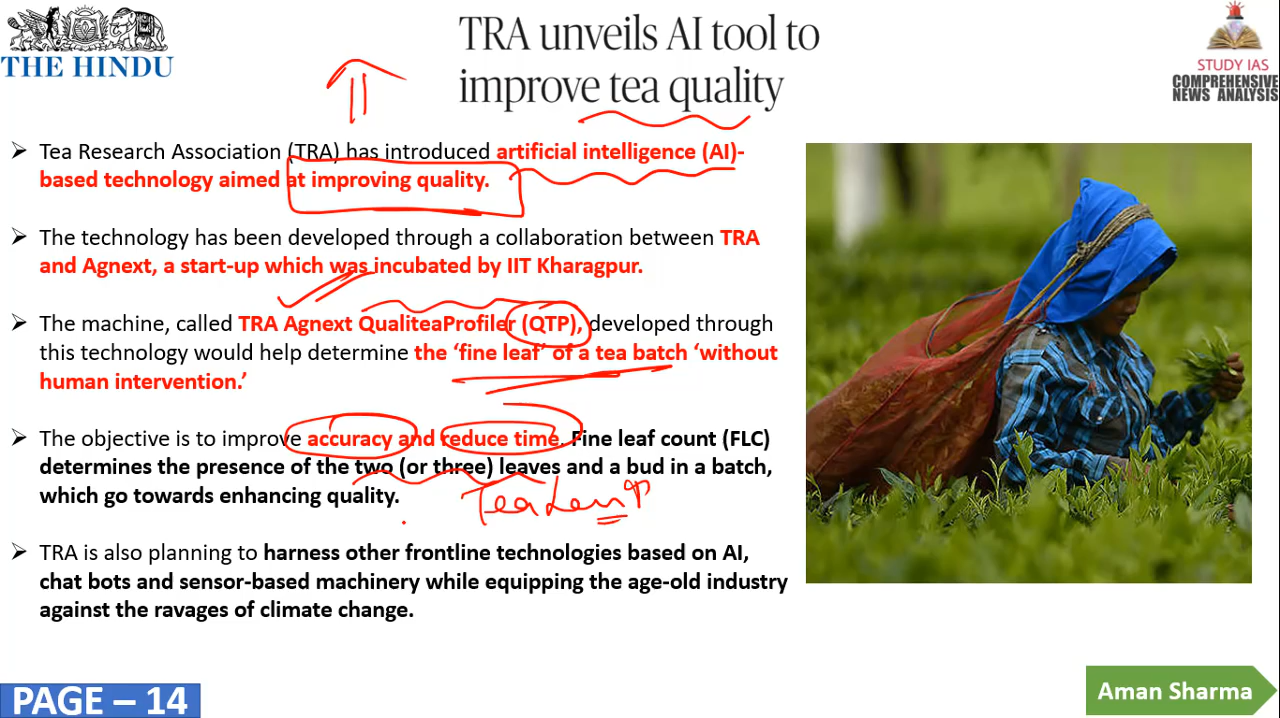 THE HINDU
TRA unveils AI tool to
improve tea quality
STUDY IAS
COMPREHENSIVE
NEWS ANALYSIS
➢ Tea Research Association (TRA) has introduced artificial intelligence (AI)-
based technology aimed at improving quality.
➢ The technology has been developed through a collaboration between TRA
and Agnext, a start-up which was incubated by IIT Kharagpur.
➢ The machine, called TRA Agnext QualiteaProfiler (QTP), developed through
this technology would help determine the ‘fine leaf’ of a tea batch ‘without
human intervention.’
➢ The objective is to improve accuracy and reduce time. Fine leaf count (FLC)
determines the presence of the two (or three) leaves and a bud in a batch,
which go towards enhancing quality.
➢ TRA is also planning to harness other frontline technologies based on AI,
chat bots and sensor-based machinery while equipping the age-old industry
against the ravages of climate change.
PAGE – 14
Aman Sharma